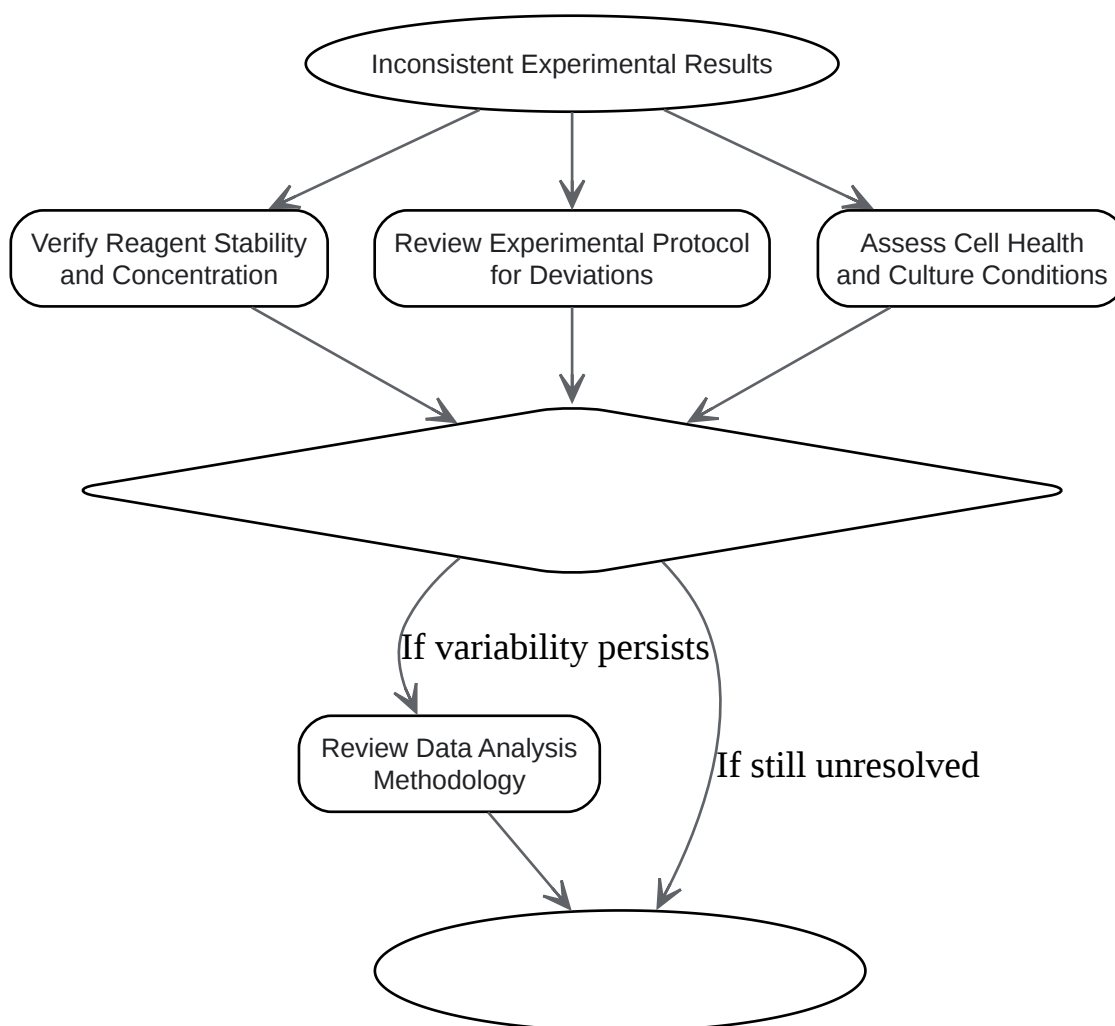 Inconsistent Experimental Results
Verify Reagent Stability
and Concentration
Review Experimental Protocol
for Deviations
Assess Cell Health
and Culture Conditions
If variability persists
Review Data Analysis
Methodology
If still unresolved